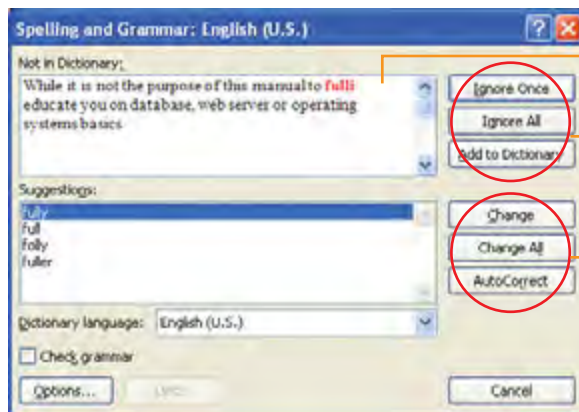 Spelling and Grammar: English (U.S.)
Not in Dictionary:
While it is not the purpose of this manual to fulli
educate you on database, web server or operating
systems basics
Ignore Once
Ignore All
Add to Dictionary
Suggestions:
fully
full
folly
fuller
Change
Change All
AutoCorrect
Dictionary language: English (U.S.)
Check grammar
Options...
Undo
Cancel